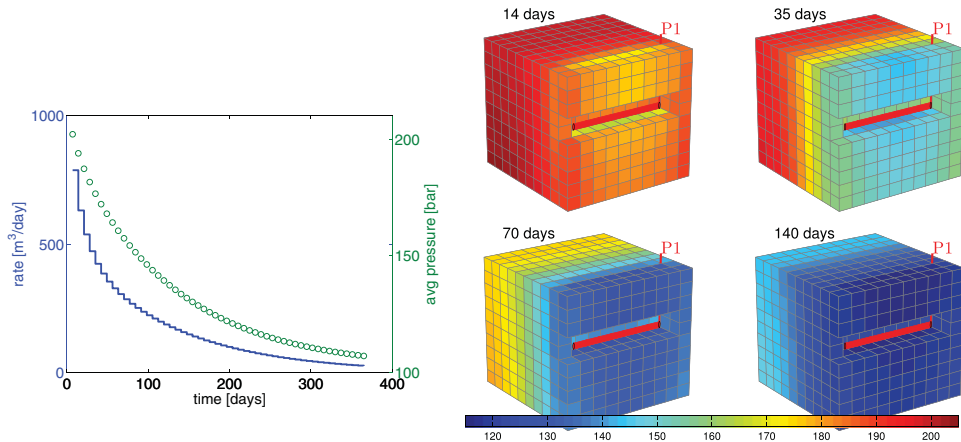 14 days
P1
35 days
P1
1000
500
0
rate [m³/day]
200
150
100
avg pressure [bar]
0
100
200
300
400
time [days]
70 days
P1
140 days
P1
120
130
140
150
160
170
180
190
200